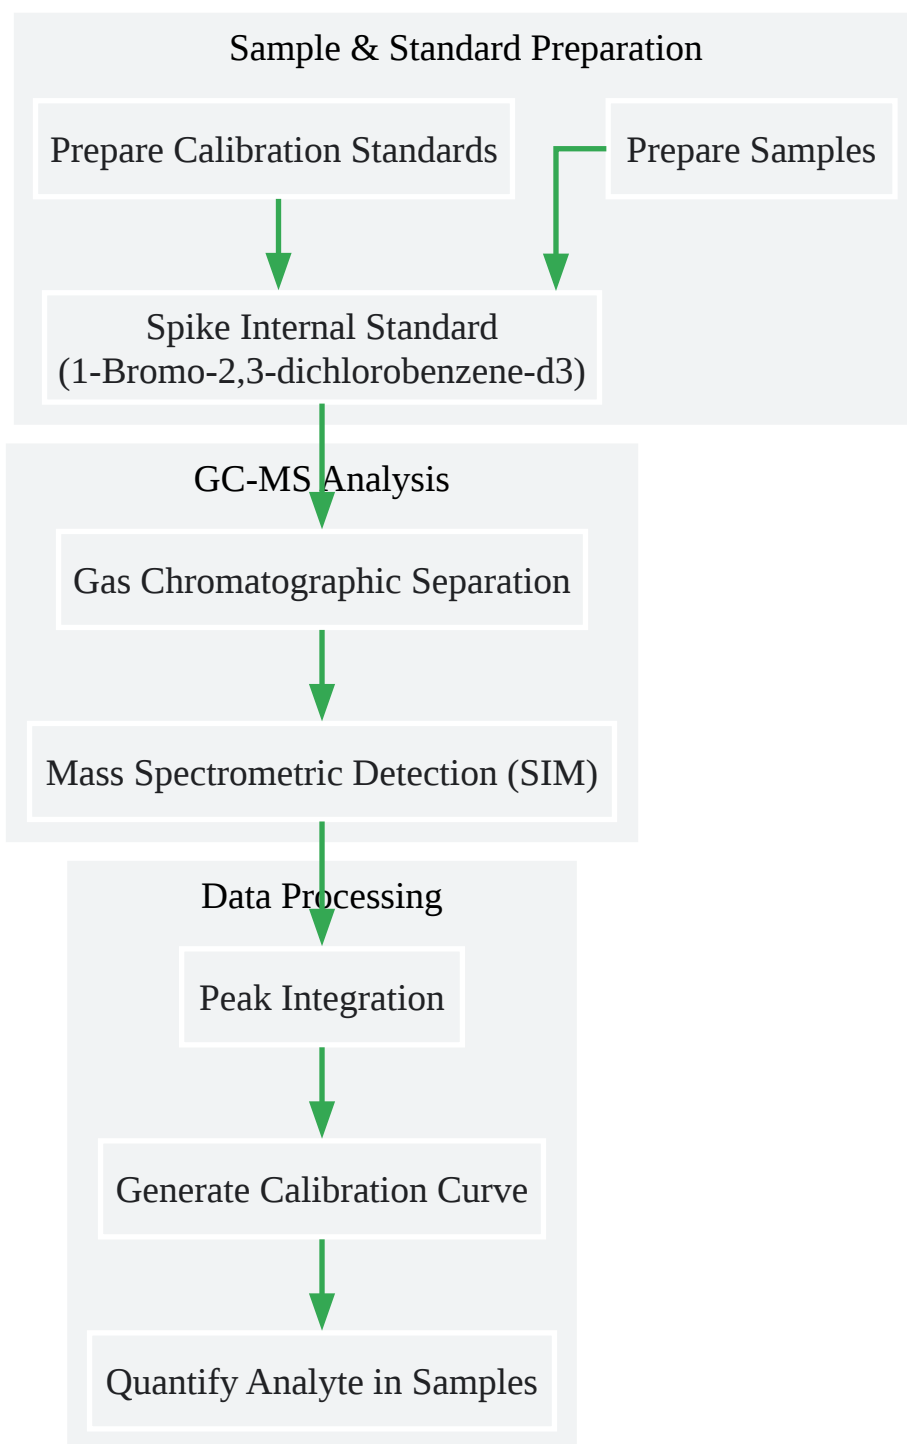 Sample & Standard Preparation
Prepare Calibration Standards
Prepare Samples
Spike Internal Standard
(1-Bromo-2,3-dichlorobenzene-d3)
GC-MS Analysis
Gas Chromatographic Separation
Mass Spectrometric Detection (SIM)
Data Processing
Peak Integration
Generate Calibration Curve
Quantify Analyte in Samples